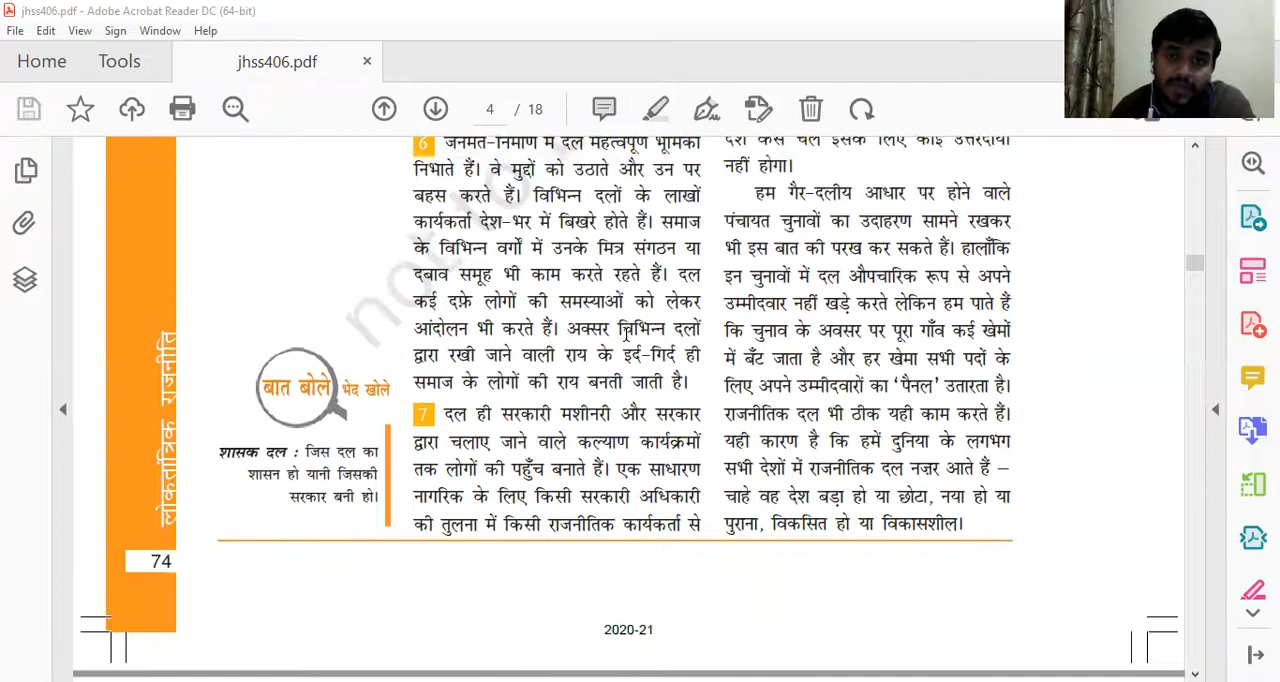 jhss406.pdf - Adobe Acrobat Reader DC (64-bit)
File Edit View Sign Window Help
Home Tools jhss406.pdf ×
4 / 18
6 जनमत-निर्माण में दल महत्वपूर्ण भूमिका
निभाते हैं। वे मुद्दों को उठाते और उन पर
बहस करते हैं। विभिन्न दलों के लाखों
कार्यकर्ता देश-भर में बिखरे होते हैं। समाज
के विभिन्न वर्गों में उनके मित्र संगठन या
दबाव समूह भी काम करते रहते हैं। दल
कई दफ़े लोगों की समस्याओं को लेकर
आंदोलन भी करते हैं। अक्सर विभिन्न दलों
द्वारा रखी जाने वाली राय के इर्द-गिर्द ही
समाज के लोगों की राय बनती जाती है।
7 दल ही सरकारी मशीनरी और सरकार
द्वारा चलाए जाने वाले कल्याण कार्यक्रमों
तक लोगों की पहुँच बनाते हैं। एक साधारण
नागरिक के लिए किसी सरकारी अधिकारी
की तुलना में किसी राजनीतिक कार्यकर्ता से
देश कैसे चले इसके लिए कोई उत्तरदायी
नहीं होगा।
हम गैर-दलीय आधार पर होने वाले
पंचायत चुनावों का उदाहरण सामने रखकर
भी इस बात की परख कर सकते हैं। हालाँकि
इन चुनावों में दल औपचारिक रूप से अपने
उम्मीदवार नहीं खड़े करते लेकिन हम पाते हैं
कि चुनाव के अवसर पर पूरा गाँव कई खेमों
में बँट जाता है और हर खेमा सभी पदों के
लिए अपने उम्मीदवारों का 'पैनल' उतारता है।
राजनीतिक दल भी ठीक यही काम करते हैं।
यही कारण है कि हमें दुनिया के लगभग
सभी देशों में राजनीतिक दल नज़र आते हैं –
चाहे वह देश बड़ा हो या छोटा, नया हो या
पुराना, विकसित हो या विकासशील।
बात बोले भेद खोले
शासक दल : जिस दल का
शासन हो यानी जिसकी
सरकार बनी हो।
लोकतांत्रिक राजनीति
74
not to
2020-21